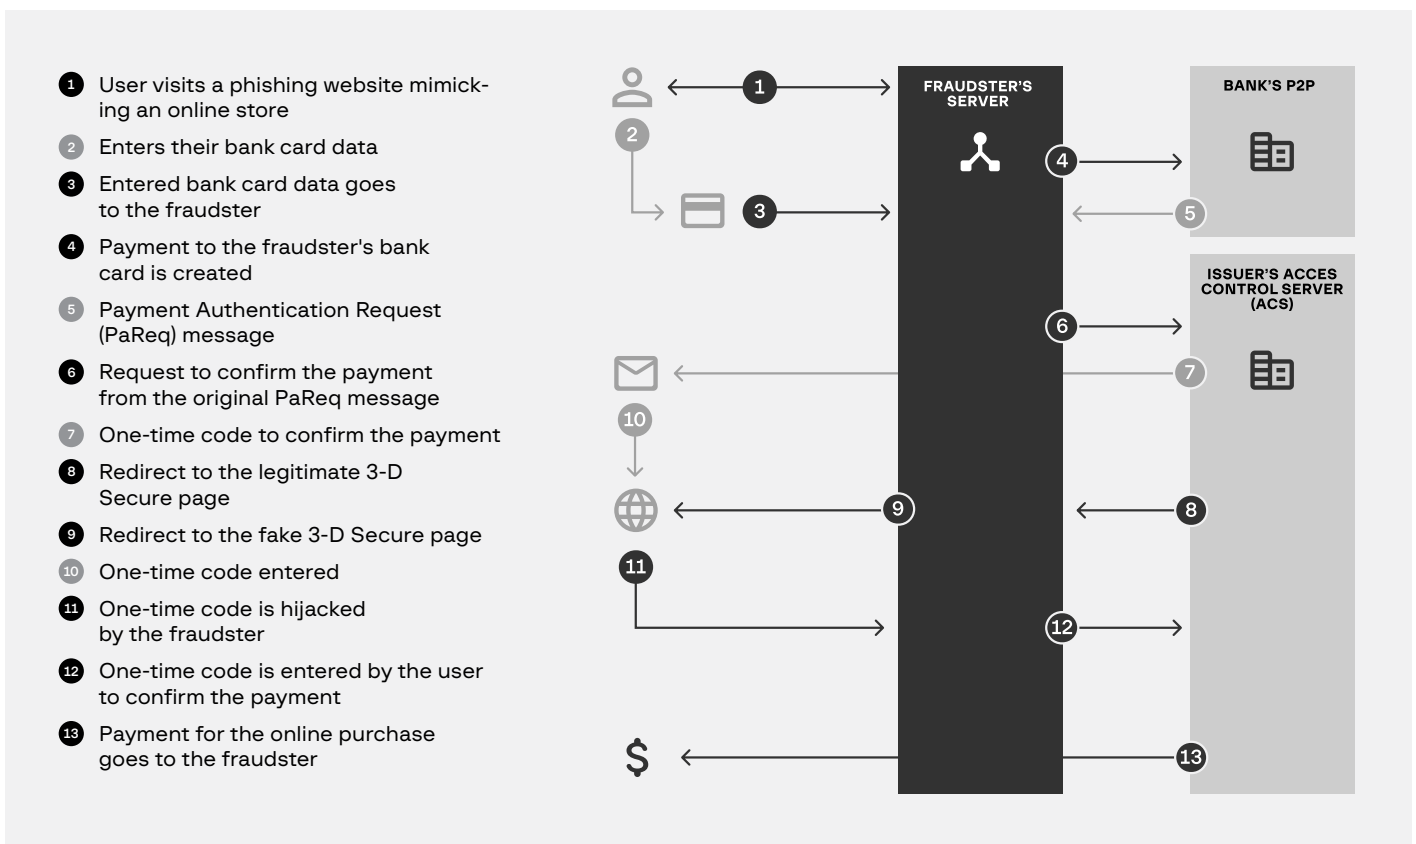 1 User visits a phishing website mimick-
ing an online store
2 Enters their bank card data
3 Entered bank card data goes
to the fraudster
4 Payment to the fraudster's bank
card is created
5 Payment Authentication Request
(PaReq) message
6 Request to confirm the payment
from the original PaReq message
7 One-time code to confirm the payment
8 Redirect to the legitimate 3-D
Secure page
9 Redirect to the fake 3-D Secure page
10 One-time code entered
11 One-time code is hijacked
by the fraudster
12 One-time code is entered by the user
to confirm the payment
13 Payment for the online purchase
goes to the fraudster
1
2
3
FRAUDSTER'S
SERVER
BANK'S P2P
4
5
ISSUER'S ACCES
CONTROL SERVER
(ACS)
6
7
10
9
8
11
12
$
13